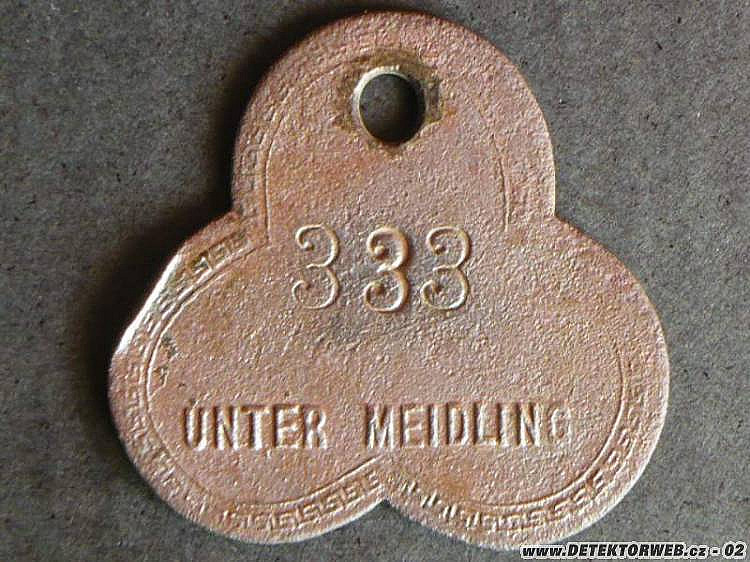 333
UNTER MEIDLING
www.DETEKTORWEB.cz - 02